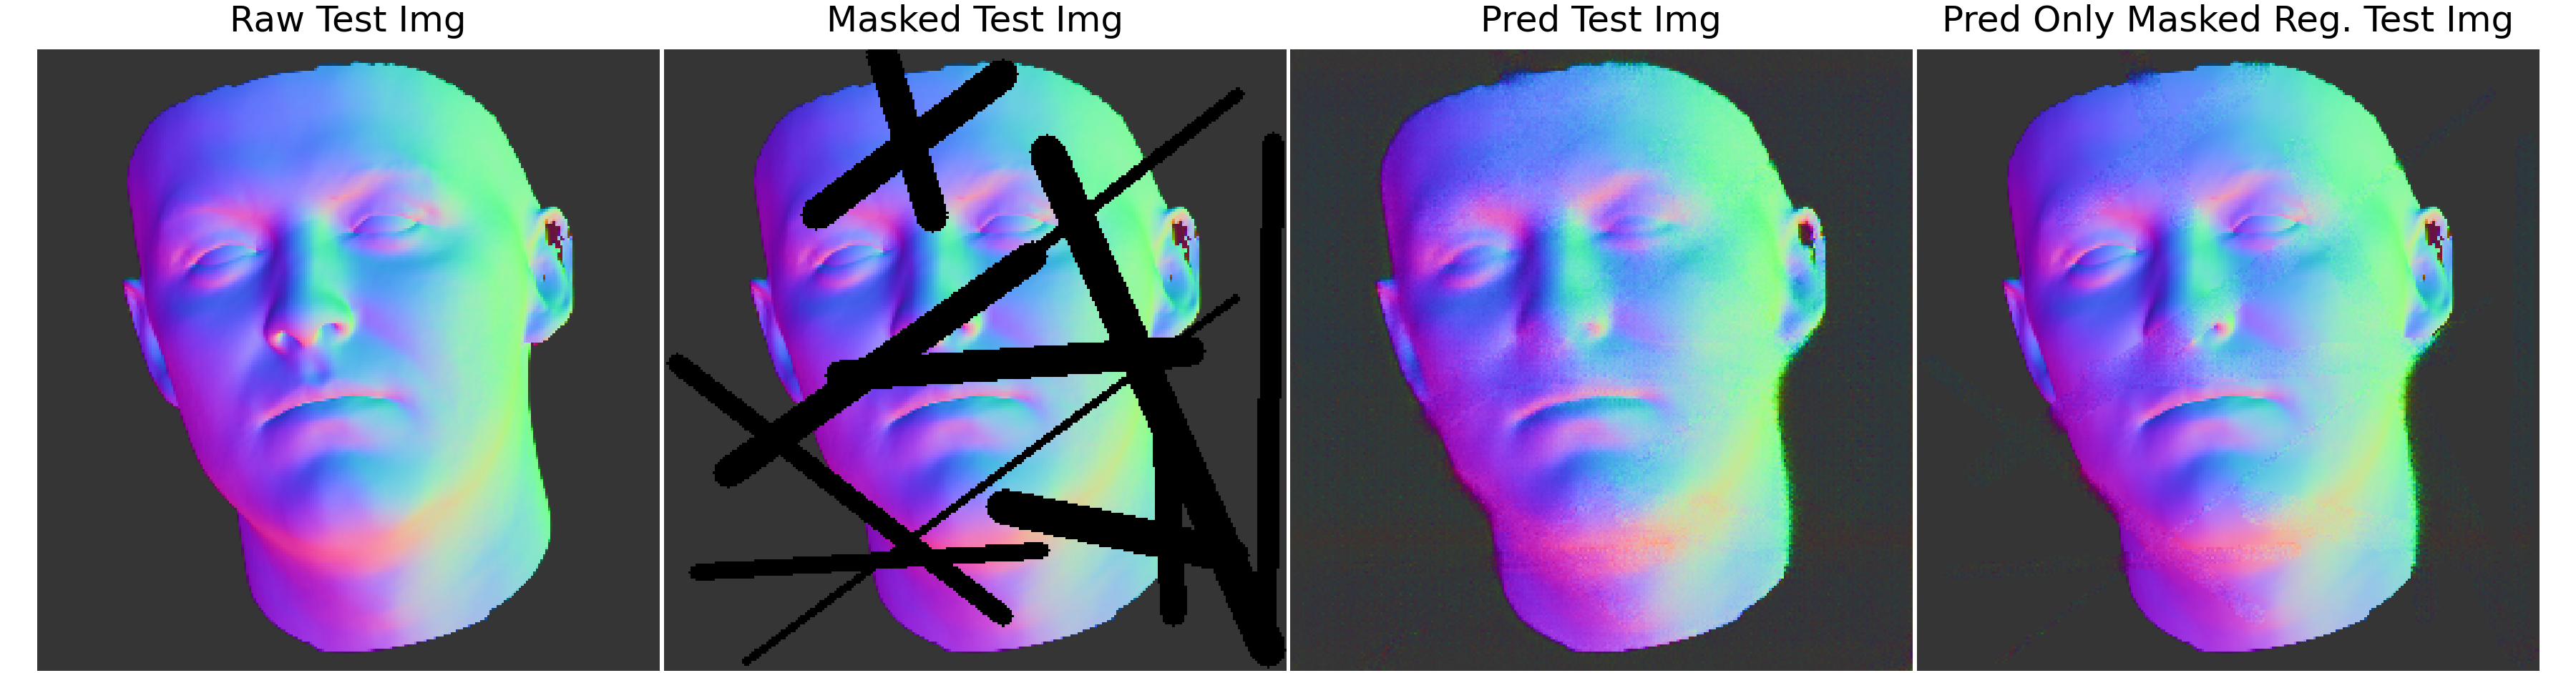 Raw Test Img
Masked Test Img
Pred Test Img
Pred Only Masked Reg. Test Img